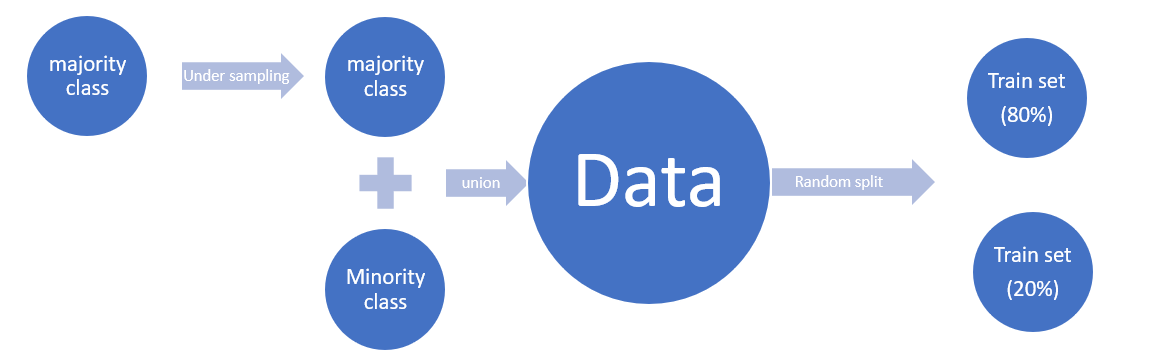 majority
class
Under sampling
majority
class
Minority
class
union
Data
Random split
Train set
(80%)
Train set
(20%)